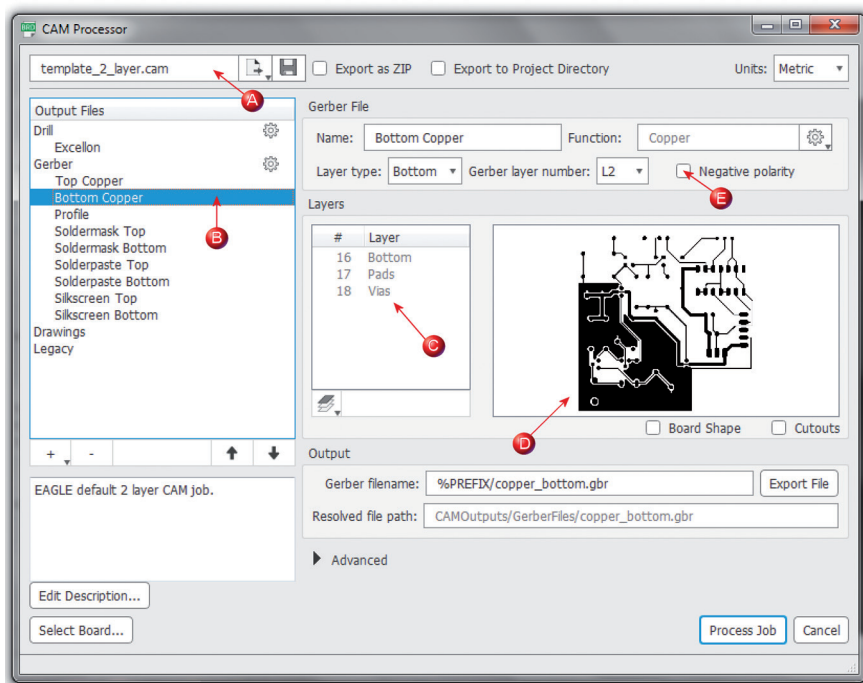 CAM Processor
template_2_layer.cam
Export as ZIP
Export to Project Directory
Units: Metric
A
Output Files
Drill
Excellon
Gerber
Top Copper
Bottom Copper
Profile
Soldermask Top
Soldermask Bottom
Solderpaste Top
Solderpaste Bottom
Silkscreen Top
Silkscreen Bottom
Drawings
Legacy
B
+ -
EAGLE default 2 layer CAM job.
Edit Description...
Select Board...
Gerber File
Name: Bottom Copper Function: Copper
Layer type: Bottom Gerber layer number: L2 Negative polarity
E
Layers
# Layer
16 Bottom
17 Pads
18 Vias
C
D
Board Shape Cutouts
Output
Gerber filename: %PREFIX/copper_bottom.gbr Export File
Resolved file path: CAMOutputs/GerberFiles/copper_bottom.gbr
Advanced
Process Job Cancel